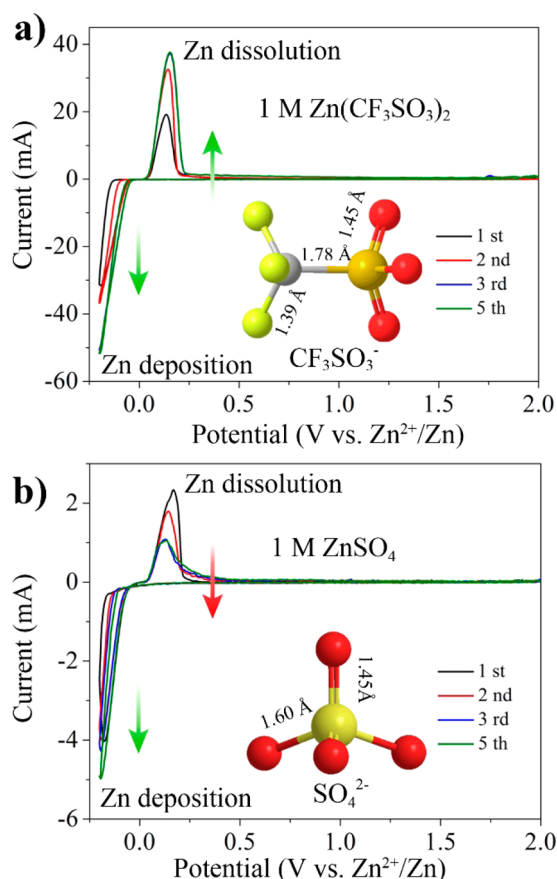 a)
Zn dissolution
1 M Zn(CF₃SO₃)₂
Current (mA)
40
20
0
-20
-40
-60
1.45 Å
1.78 Å
1.39 Å
CF₃SO₃⁻
1 st
2 nd
3 rd
5 th
Zn deposition
0.0 0.5 1.0 1.5 2.0
Potential (V vs. Zn²⁺/Zn)
b)
Zn dissolution
1 M ZnSO₄
Current (mA)
2
0
-2
-4
-6
1.45Å
1.60 Å
SO₄²⁻
1 st
2 nd
3 rd
5 th
Zn deposition
0.0 0.5 1.0 1.5 2.0
Potential (V vs. Zn²⁺/Zn)